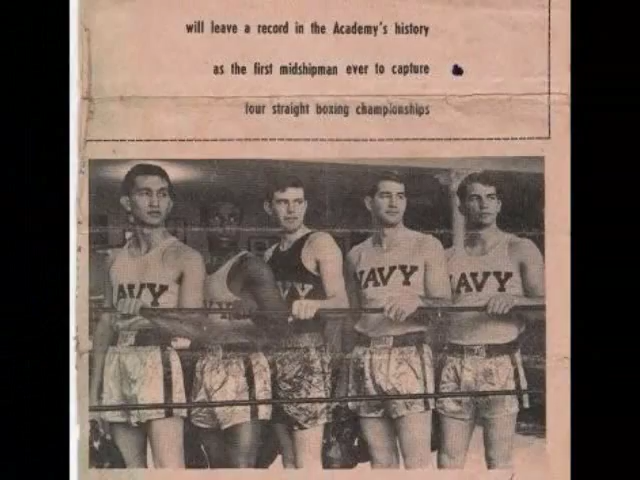 will leave a record in the Academy's history
as the first midshipman ever to capture
four straight boxing championships
NAVY
NAVY
NAVY